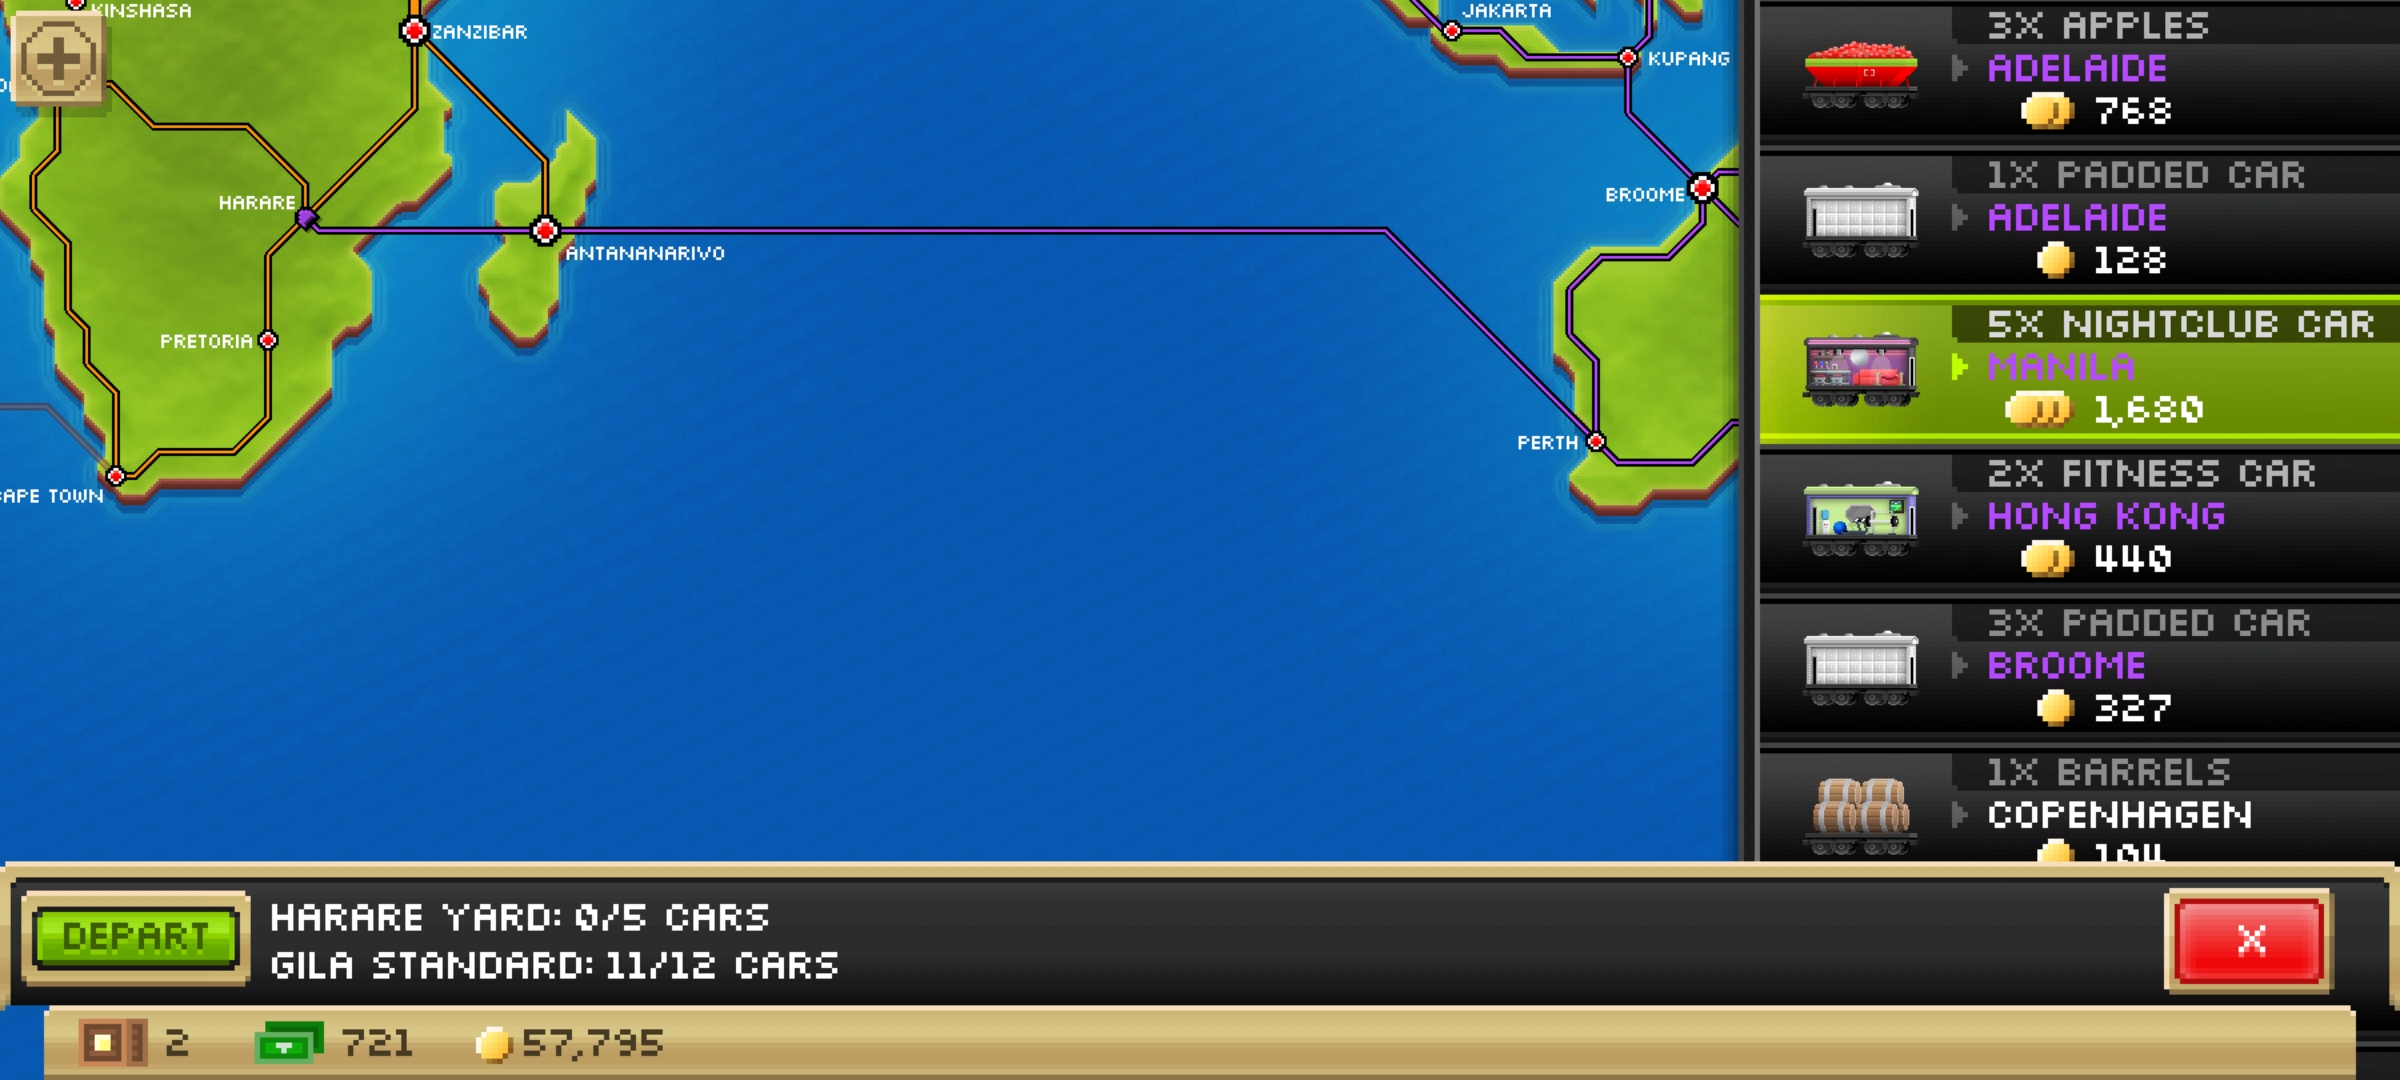 KINSHASA
ZANZIBAR
HARARE
ANTANANARIVO
PRETORIA
CAPE TOWN
JAKARTA
KUPANG
BROOME
PERTH
3X APPLES
ADELAIDE
768
1X PADDED CAR
ADELAIDE
128
5X NIGHTCLUB CAR
MANILA
1,680
2X FITNESS CAR
HONG KONG
440
3X PADDED CAR
BROOME
327
1X BARRELS
COPENHAGEN
104
DEPART
HARARE YARD: 0/5 CARS
GILA STANDARD: 11/12 CARS
X
2
721
57,795